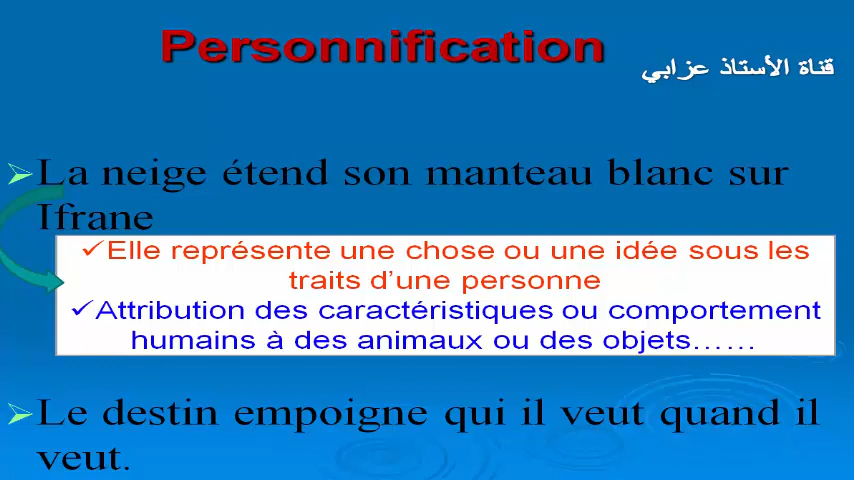 Personnification
قناة الأستاذ عزابي
La neige étend son manteau blanc sur
Ifrane
Elle représente une chose ou une idée sous les
traits d’une personne
Attribution des caractéristiques ou comportement
humains à des animaux ou des objets……
Le destin empoigne qui il veut quand il
veut.